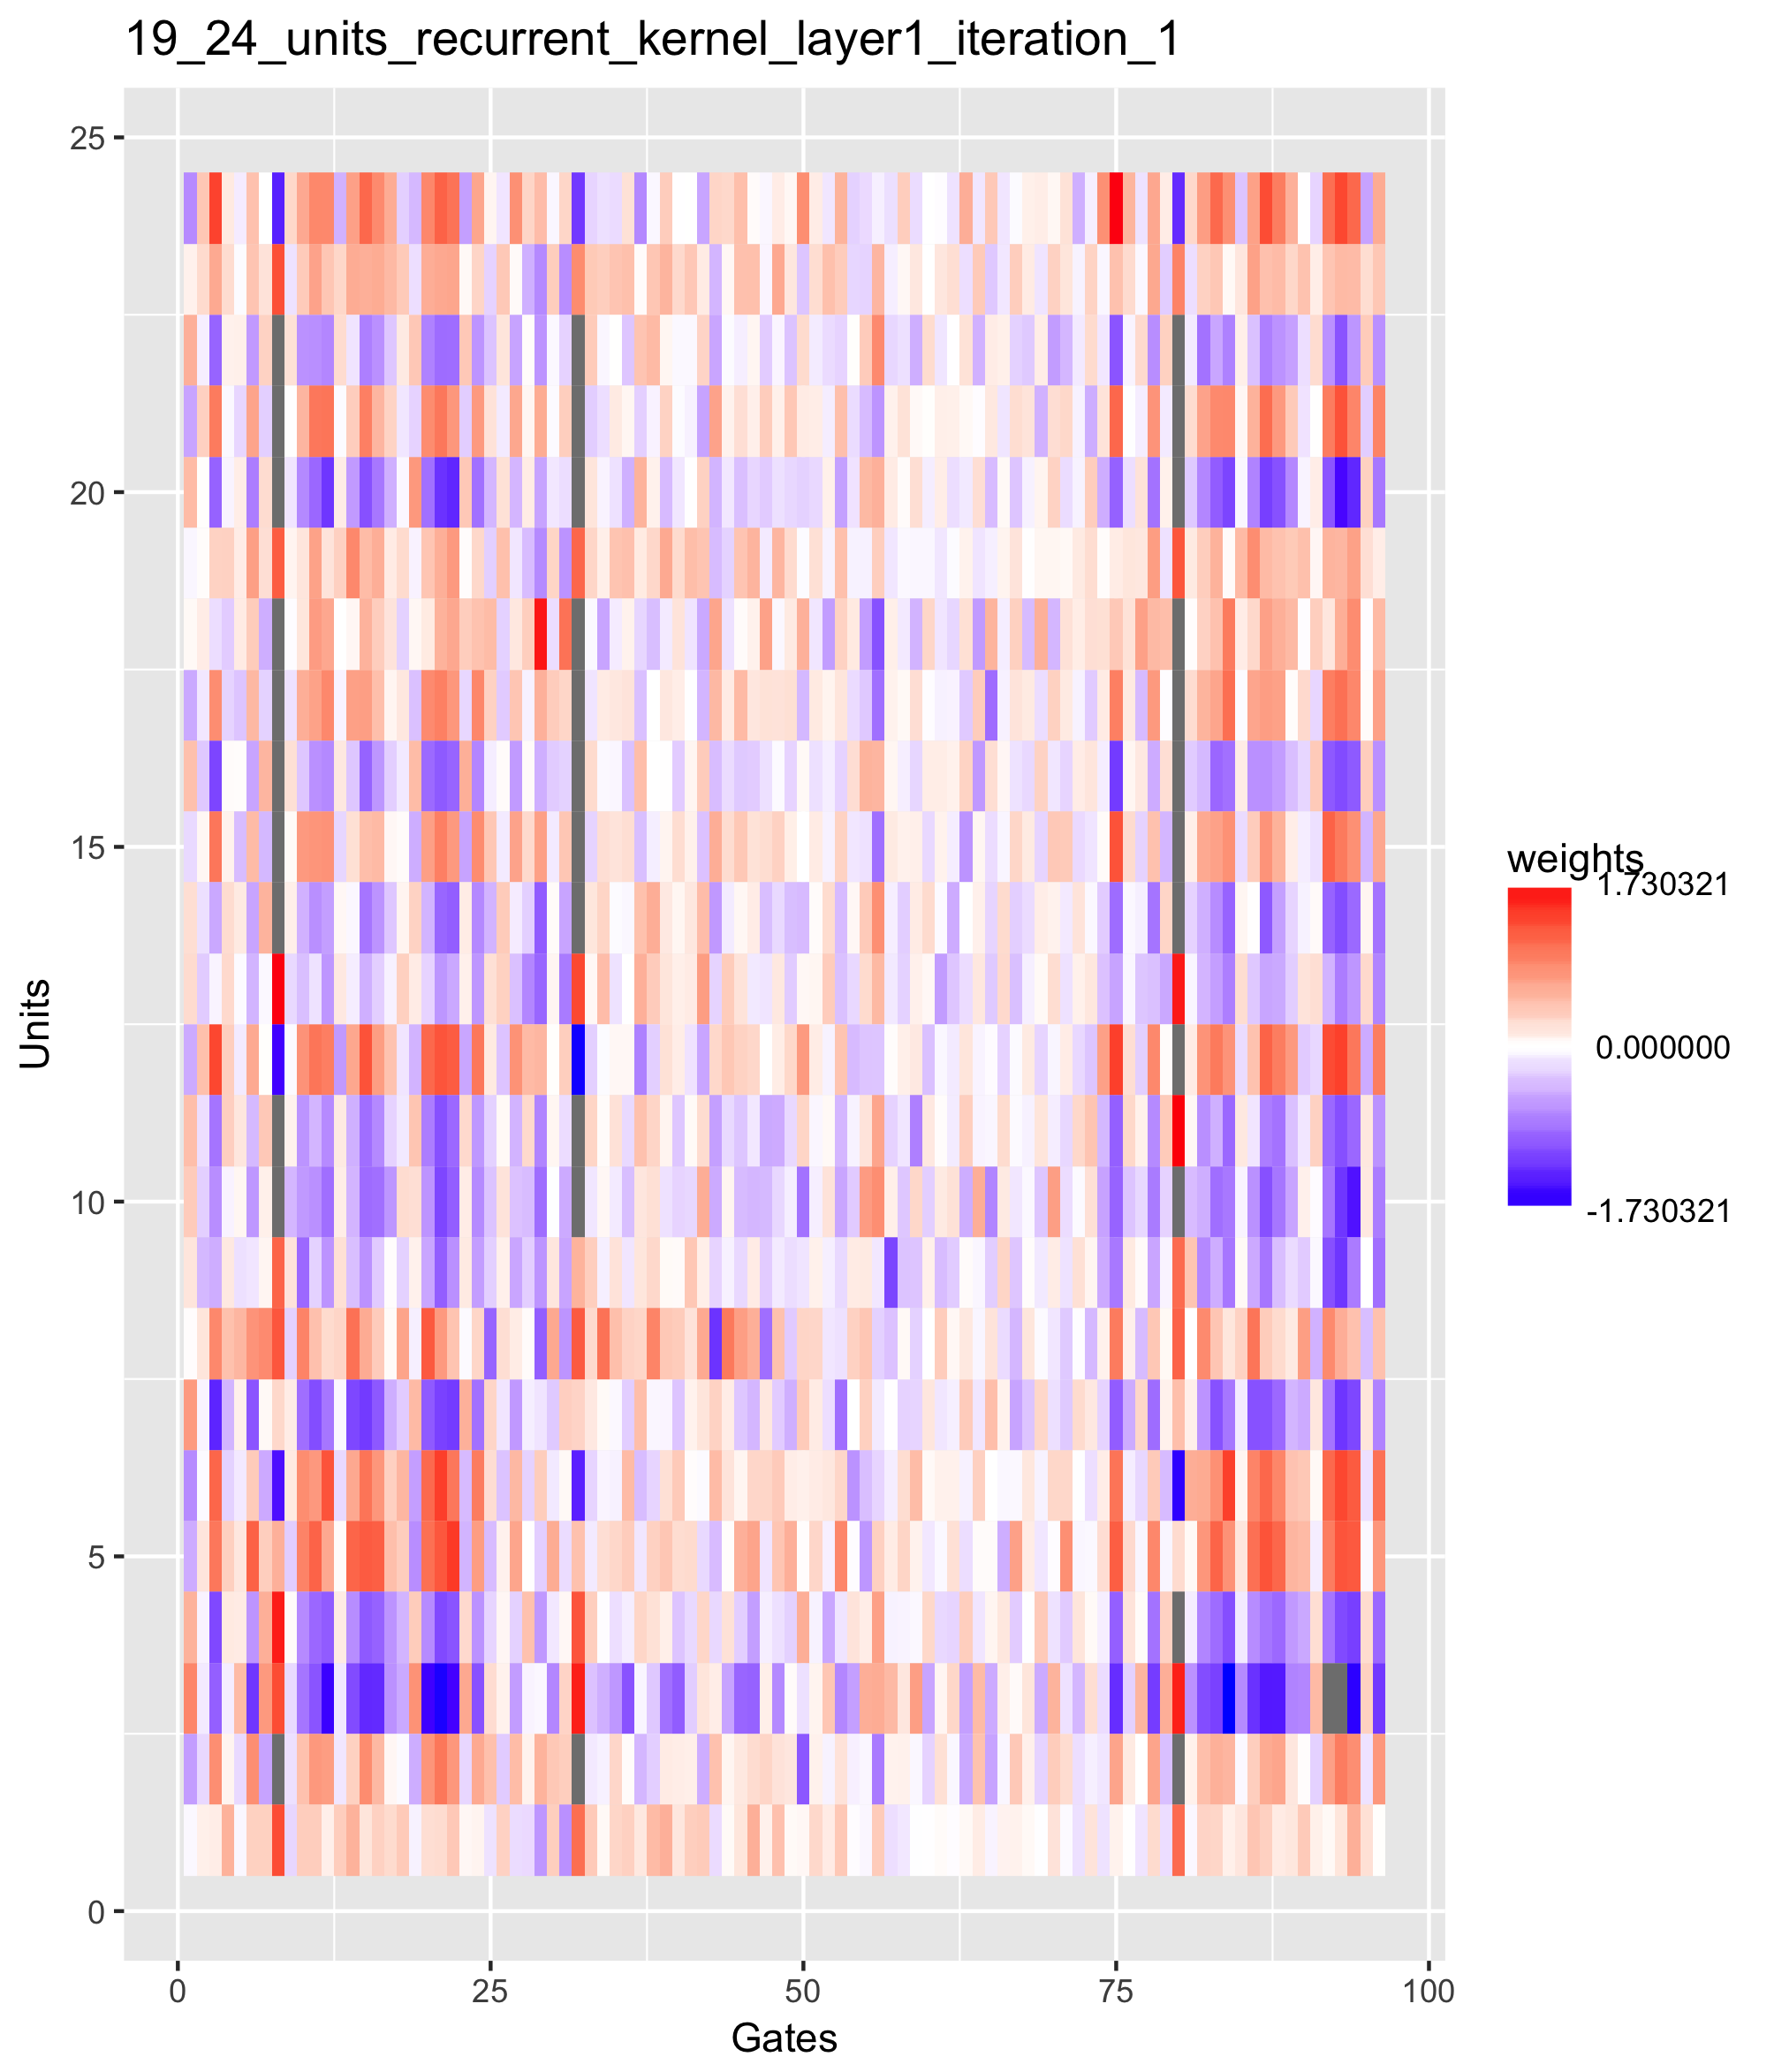 19_24_units_recurrent_kernel_layer1_iteration_1
25
20
15
10
5
0
Units
0 25 50 75 100
Gates
weights
1.730321
0.000000
-1.730321